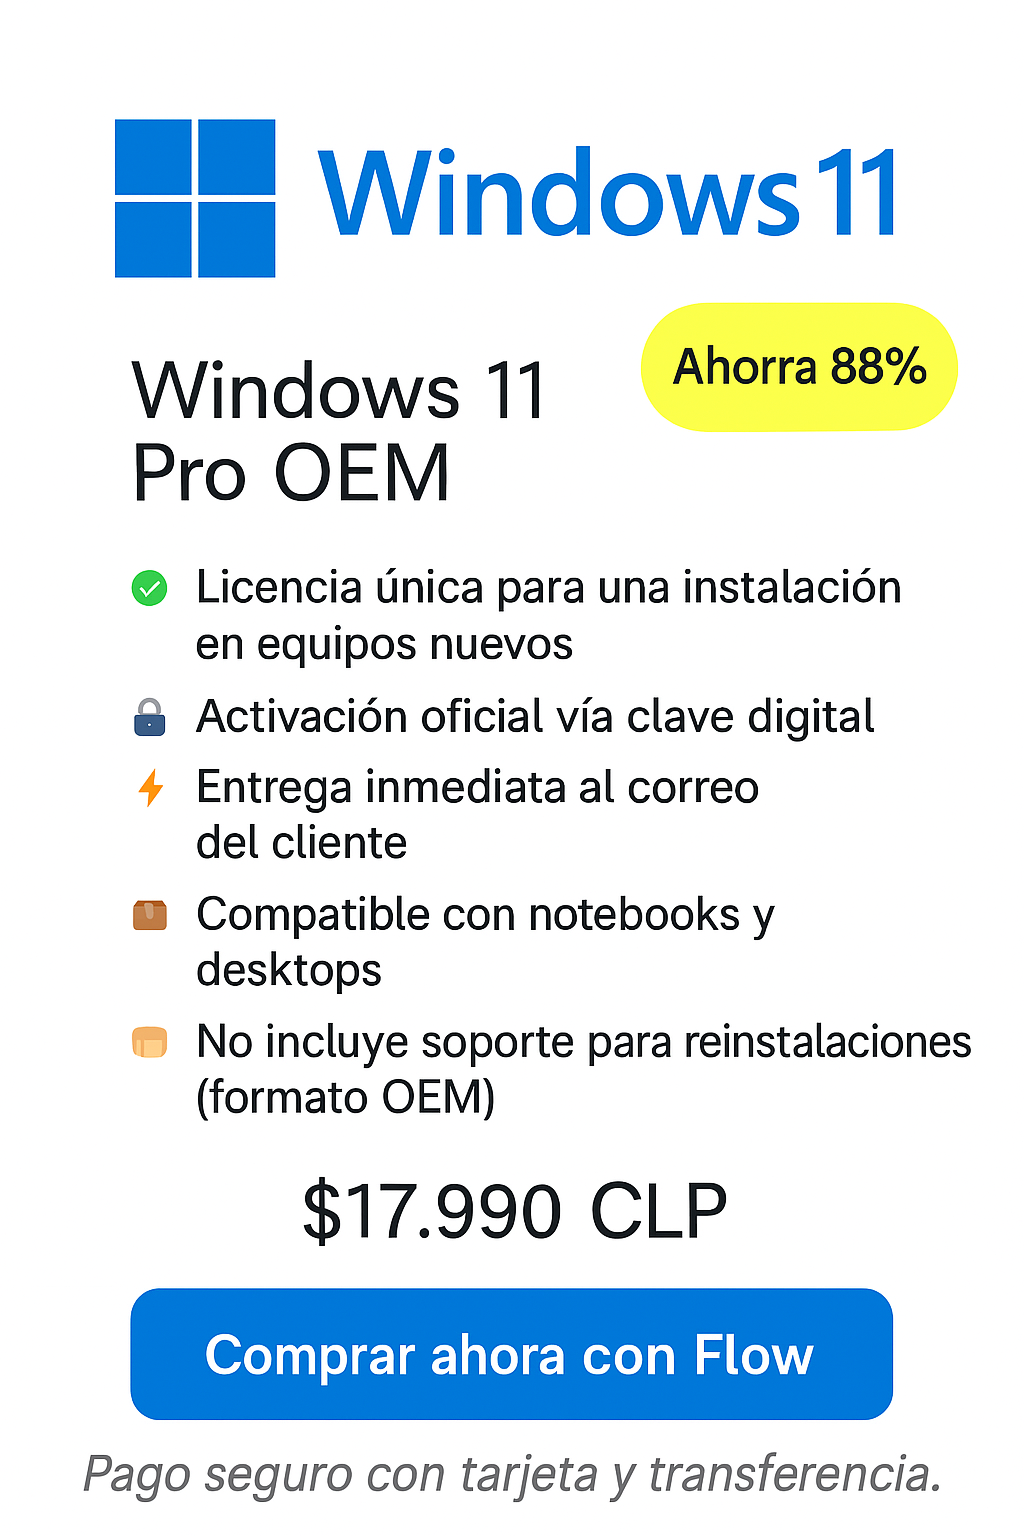 Windows 11
Ahorra 88%
Windows 11
Pro OEM
Licencia única para una instalación
en equipos nuevos
Activación oficial vía clave digital
Entrega inmediata al correo
del cliente
Compatible con notebooks y
desktops
No incluye soporte para reinstalaciones
(formato OEM)
$17.990 CLP
Comprar ahora con Flow
Pago seguro con tarjeta y transferencia.